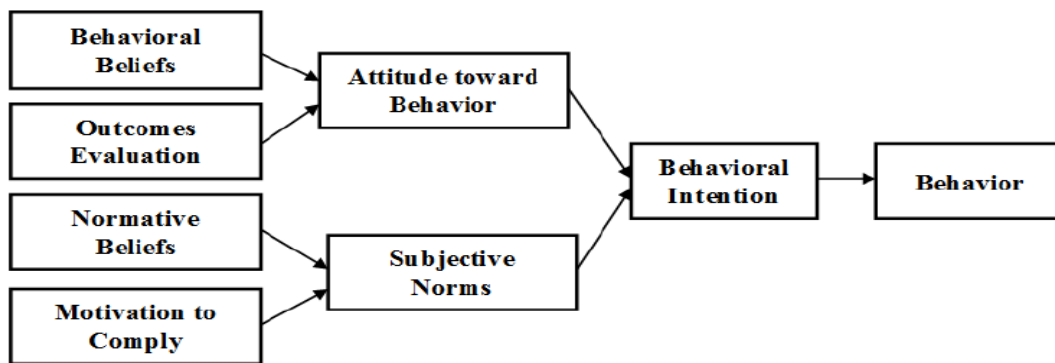 Behavioral
Beliefs
Outcomes
Evaluation
Normative
Beliefs
Motivation to
Comply
Attitude toward
Behavior
Subjective
Norms
Behavioral
Intention
Behavior